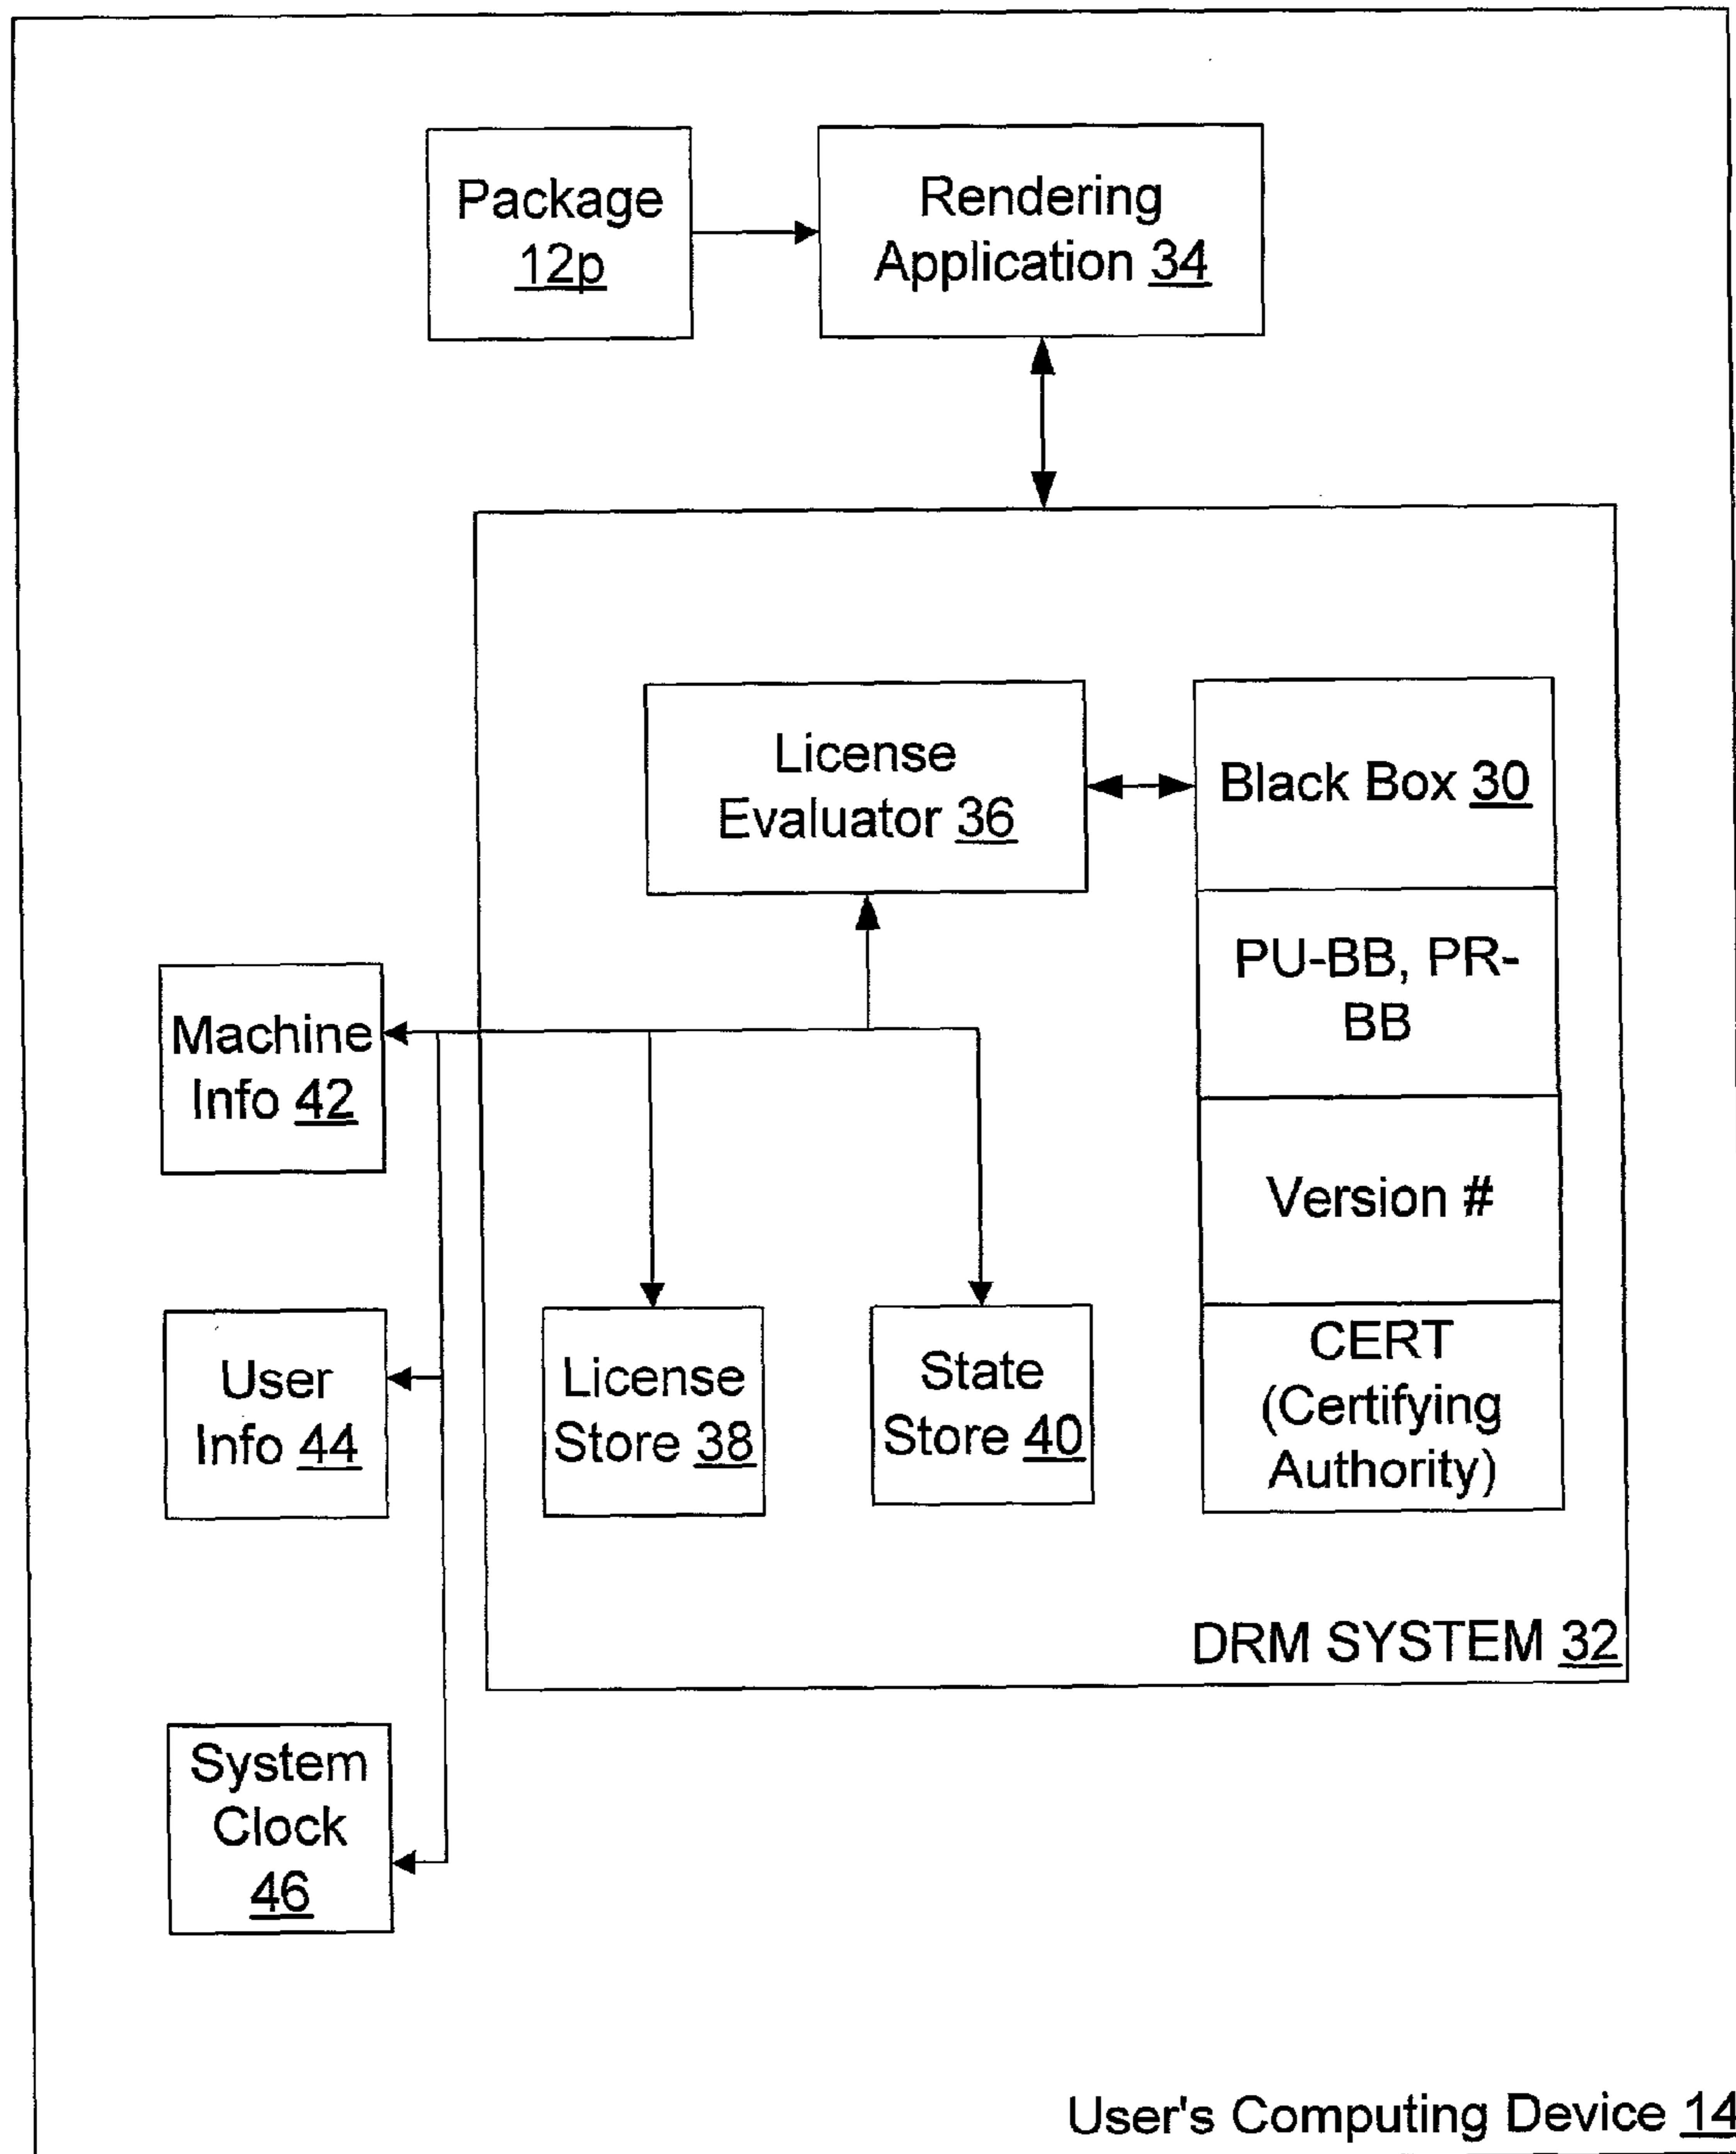 Package
12p
Rendering
Application 34
License
Evaluator 36
Black Box 30
PU-BB, PR-
BB
Version #
CERT
(Certifying
Authority)
Machine
Info 42
User
Info 44
License
Store 38
State
Store 40
DRM SYSTEM 32
System
Clock
46
User's Computing Device 14